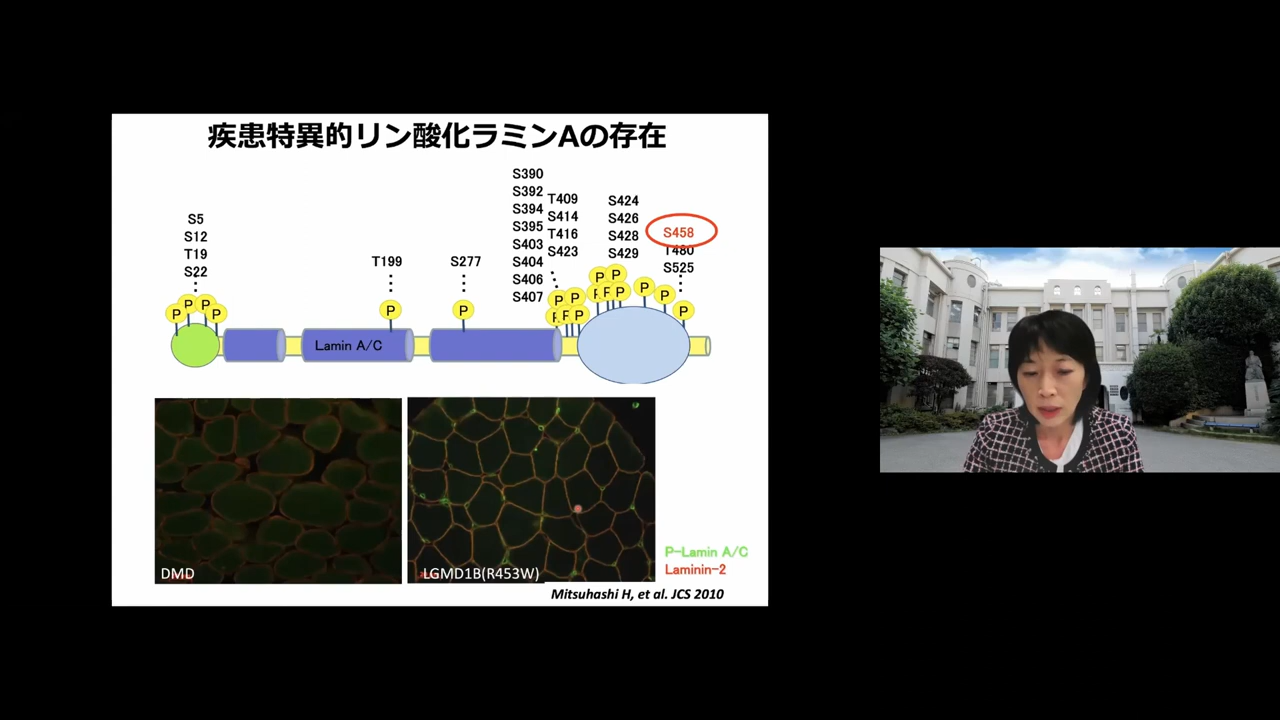 疾患特異的リン酸化ラミンAの存在
S5
S12
T19
S22
T199
S277
S390
S392
S394
S395
S403
S404
S406
S407
T409
S414
T416
S423
S424
S426
S428
S429
S458
T480
S525
P P P P
P
P
P P P P P
P P P P P P P
Lamin A/C
DMD
LGMD1B(R453W)
P-Lamin A/C
Laminin-2
Mitsuhashi H, et al. JCS 2010